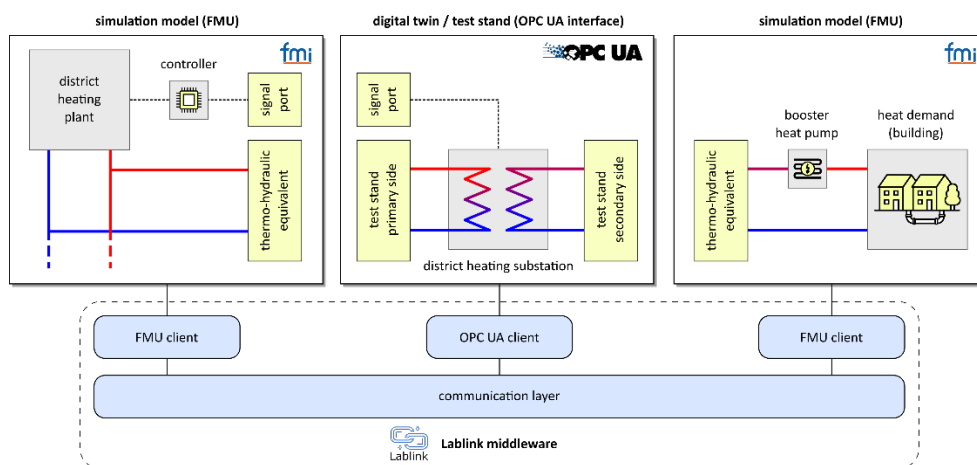 simulation model (FMU)
fmi
district
heating
plant
controller
signal
port
thermo-hydraulic
equivalent
digital twin / test stand (OPC UA interface)
OPC UA
signal
port
test stand
primary side
test stand
secondary side
district heating substation
simulation model (FMU)
fmi
thermo-hydraulic
equivalent
booster
heat pump
heat demand
(building)
FMU client
OPC UA client
FMU client
communication layer
Lablink
Lablink middleware